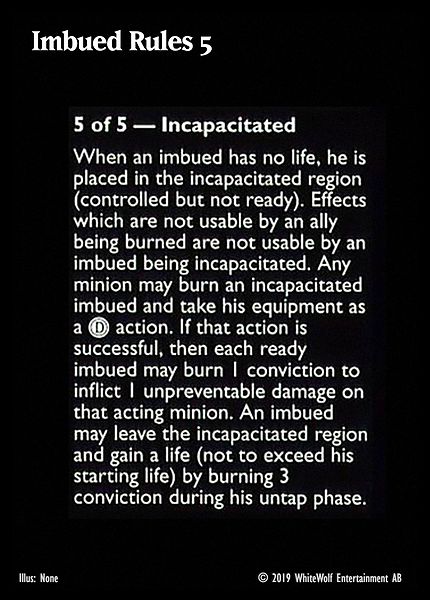 Imbued Rules 5
5 of 5 — Incapacitated
When an imbued has no life, he is
placed in the incapacitated region
(controlled but not ready). Effects
which are not usable by an ally
being burned are not usable by an
imbued being incapacitated. Any
minion may burn an incapacitated
imbued and take his equipment as
a Ⓓ action. If that action is
successful, then each ready
imbued may burn 1 conviction to
inflict 1 unpreventable damage on
that acting minion. An imbued
may leave the incapacitated region
and gain a life (not to exceed his
starting life) by burning 3
conviction during his untap phase.
Illus: None
© 2019 WhiteWolf Entertainment AB